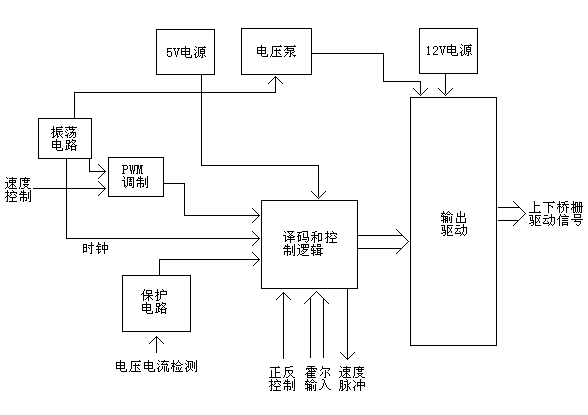 5V电源
电压泵
12V电源
振荡
电路
PWM
调制
速度
控制
译码和控
制逻辑
输出
驱动
上下桥栅
驱动信号
时钟
保护
电路
电压电流检测
正反
控制
霍尔
输入
速度
脉冲